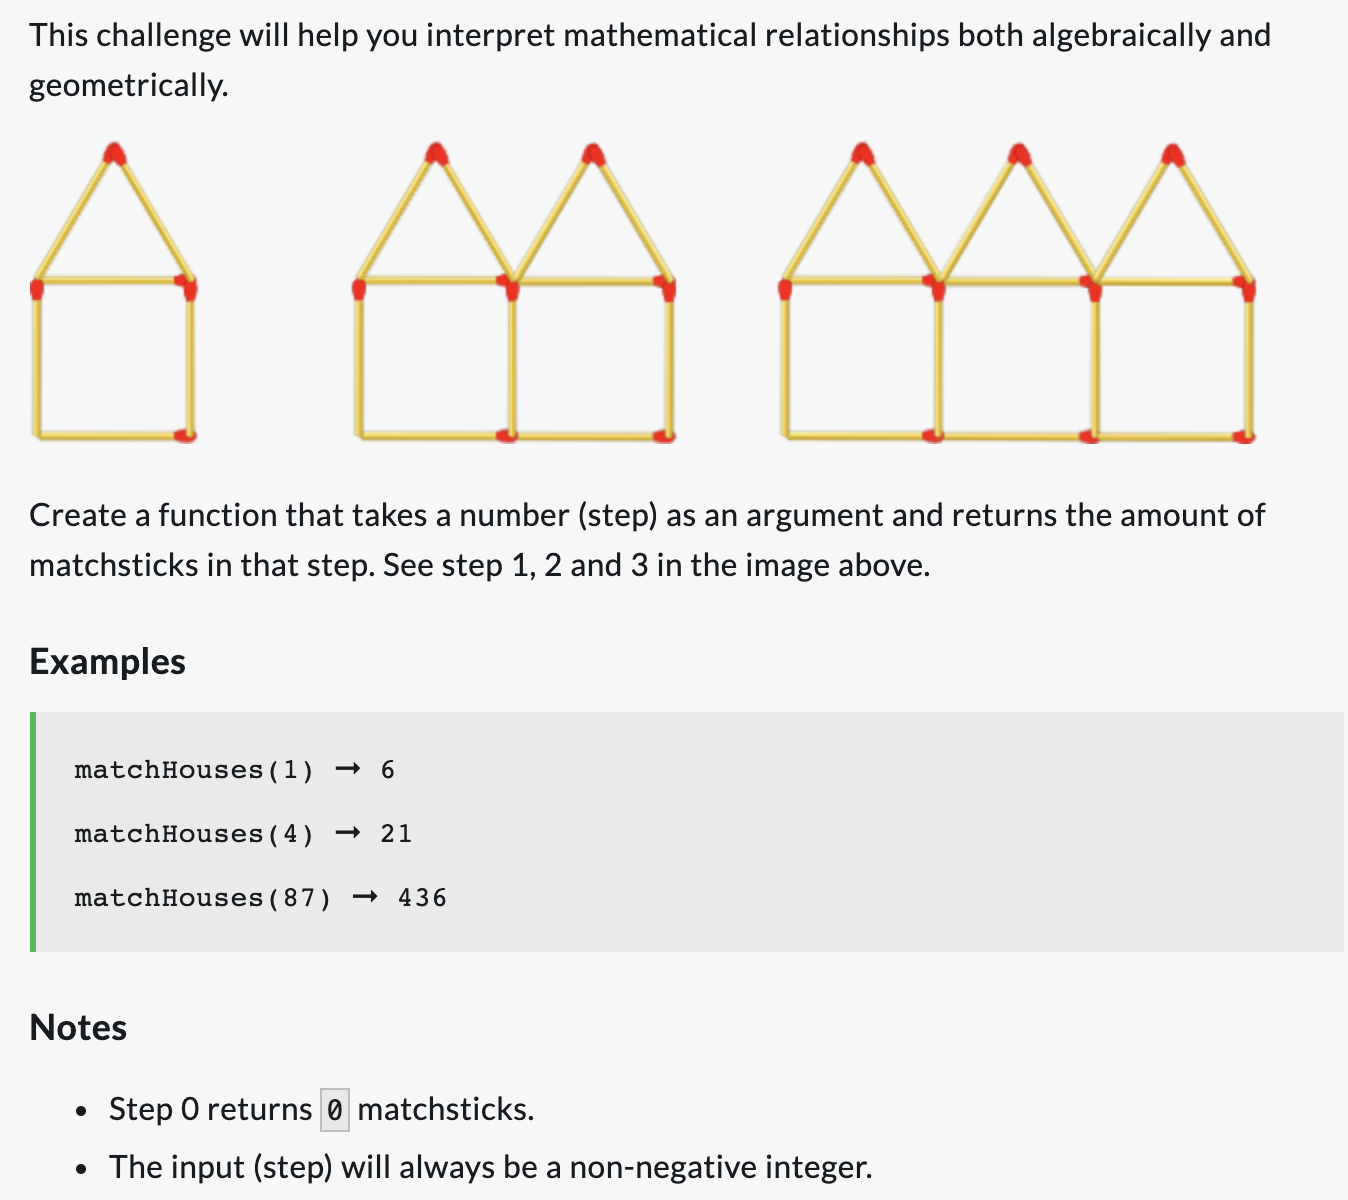 This challenge will help you interpret mathematical relationships both algebraically and
geometrically.
Create a function that takes a number (step) as an argument and returns the amount of
matchsticks in that step. See step 1, 2 and 3 in the image above.
Examples
matchHouses(1) ➞ 6
matchHouses(4) ➞ 21
matchHouses(87) ➞ 436
Notes
• Step 0 returns 0 matchsticks.
• The input (step) will always be a non-negative integer.